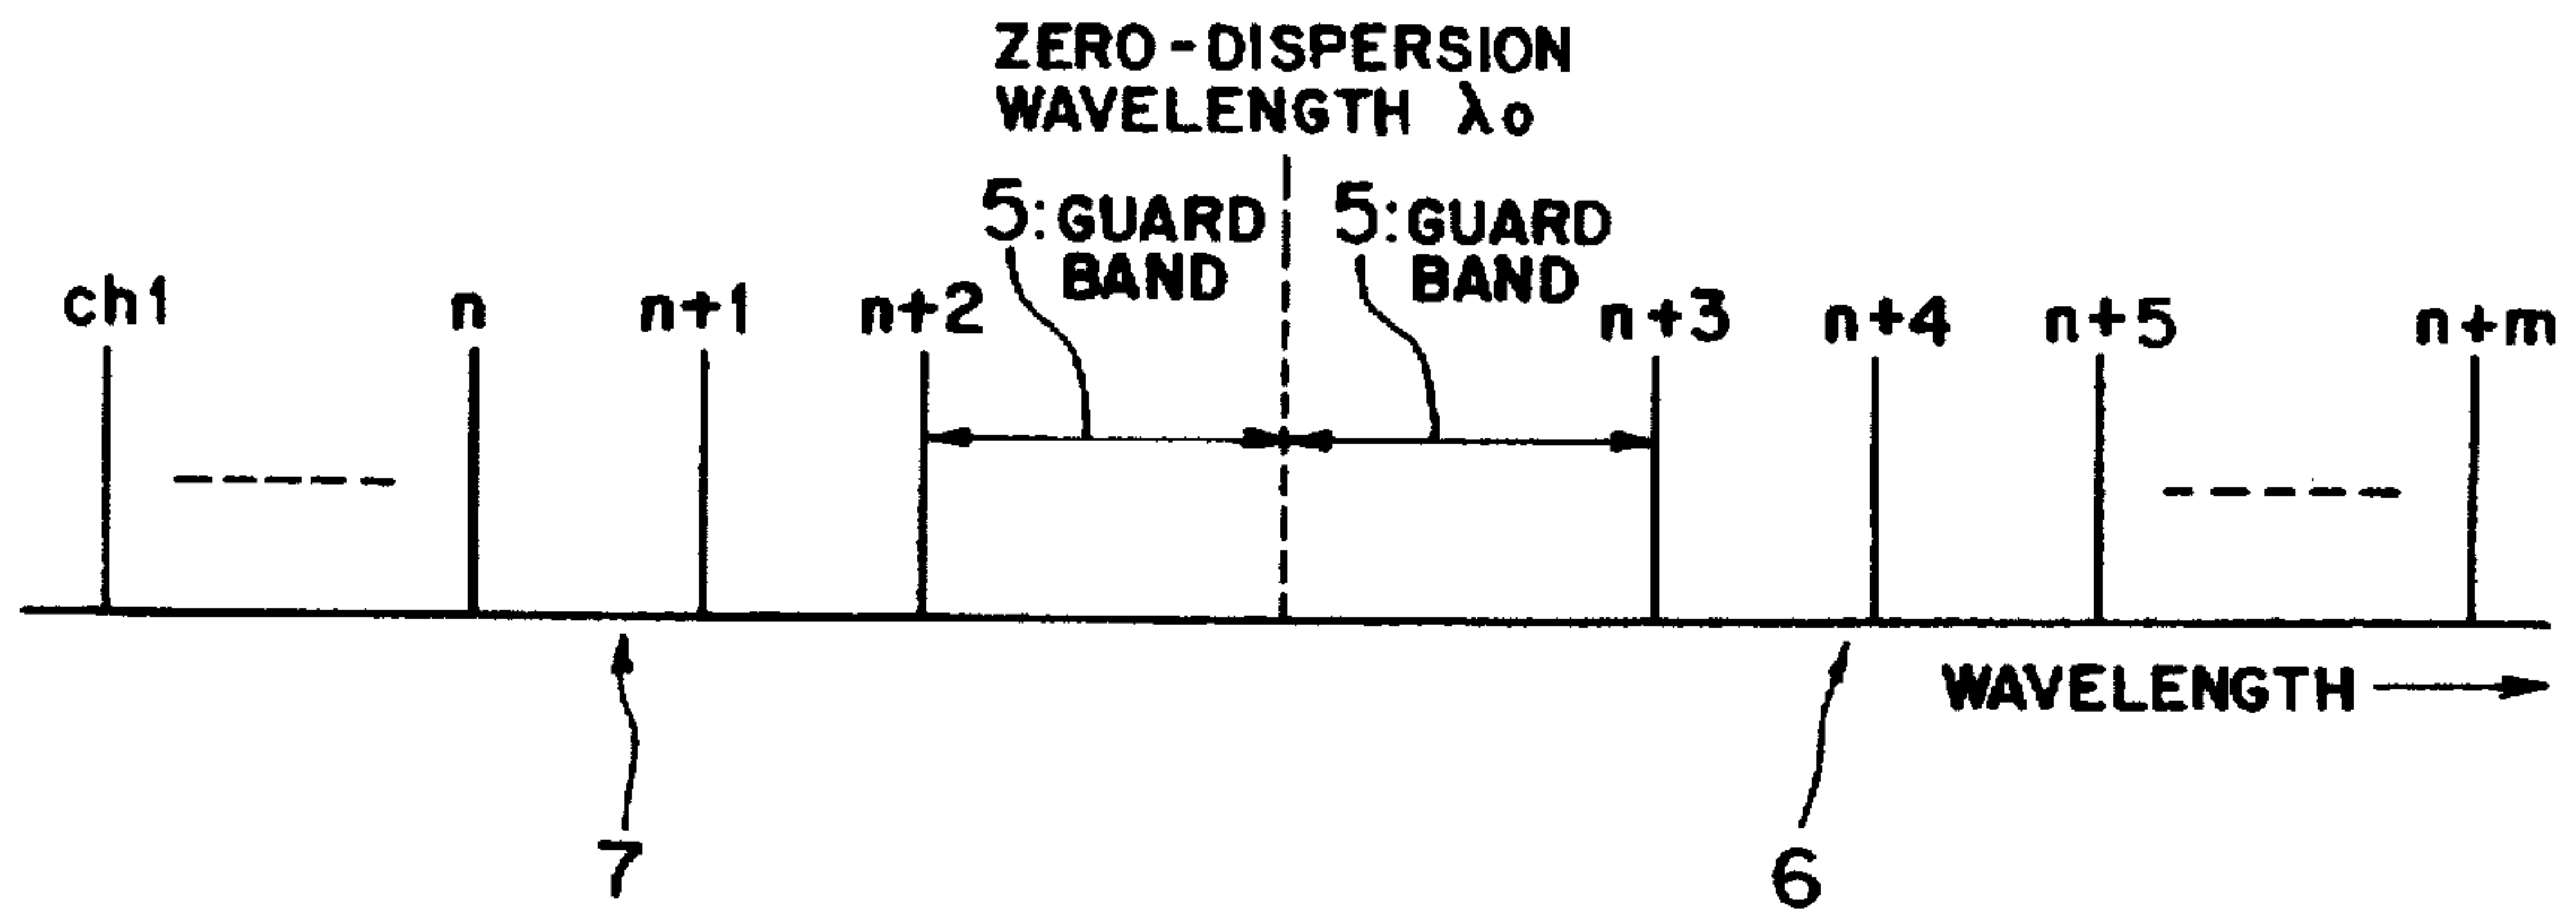 ZERO-DISPERSION
WAVELENGTH λo
5:GUARD
BAND
5:GUARD
BAND
ch1
n
n+1
n+2
n+3
n+4
n+5
n+m
WAVELENGTH
7
6